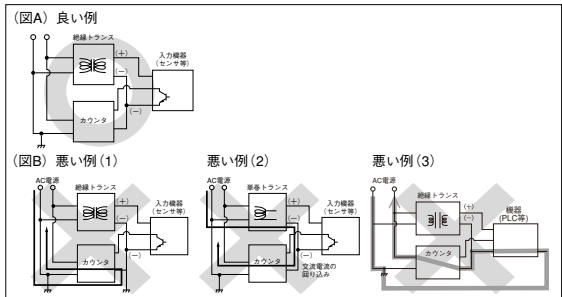 (図A) 良い例
絶縁トランス
(+)
(−)
入力機器
(センサ等)
カウンタ
(−)
(図B) 悪い例(1)
AC電源
絶縁トランス
(+)
(−)
入力機器
(センサ等)
カウンタ
(−)
悪い例(2)
AC電源
単巻トランス
(+)
(−)
入力機器
(センサ等)
カウンタ
(−)
交流電流の
回り込み
悪い例(3)
AC電源
絶縁トランス
(+)
(−)
機器
(PLC等)
カウンタ